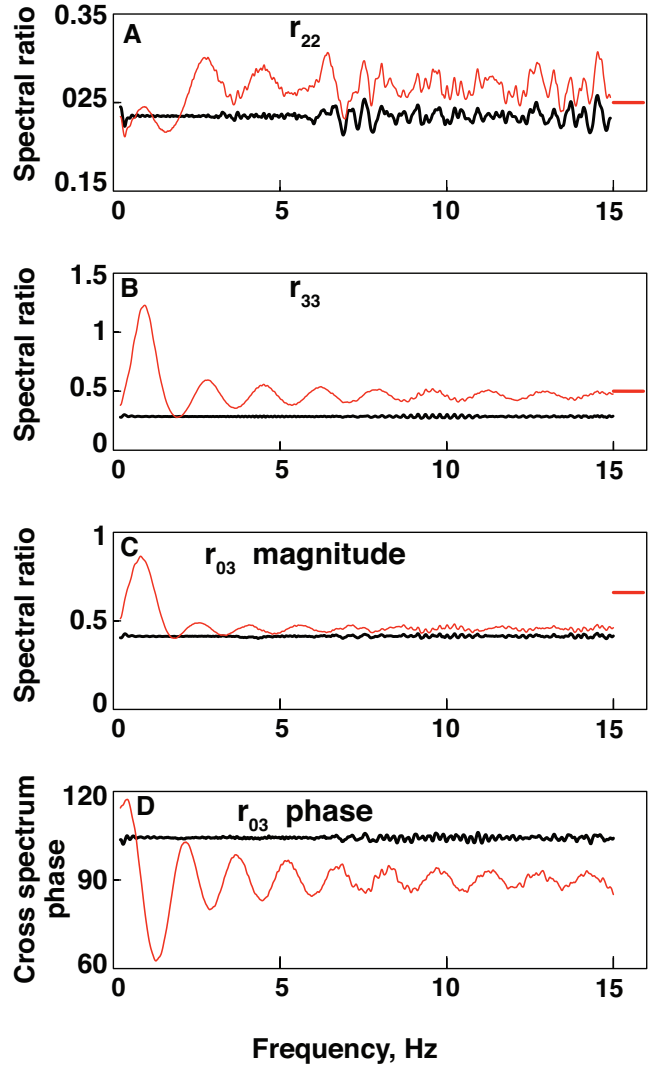 A
r22
Spectral ratio
0.35
025
0.15
0
5
10
15
B
r33
Spectral ratio
1.5
1
0.5
0
0
5
10
15
C
r03 magnitude
Spectral ratio
1
0.5
0
0
5
10
15
D
r03 phase
Cross spectrum
phase
120
90
60
0
5
10
15
Frequency, Hz